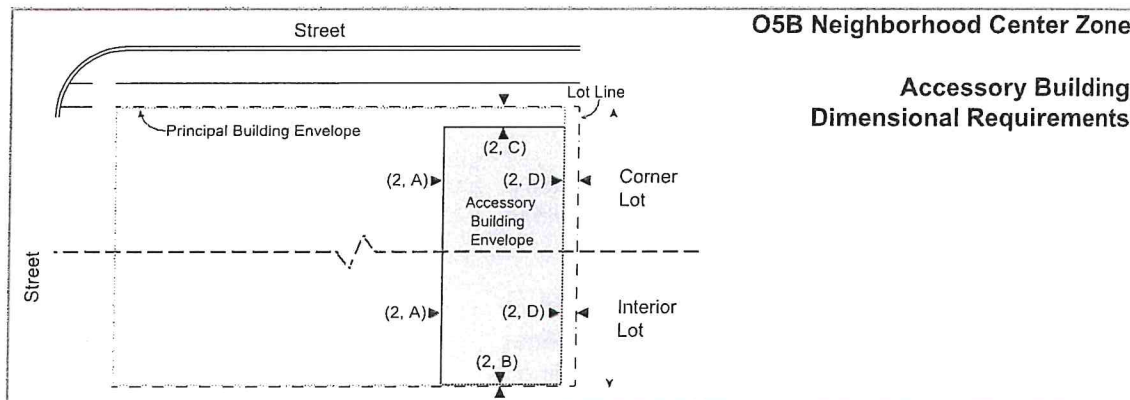 Street
O5B Neighborhood Center Zone
Accessory Building
Dimensional Requirements
Lot Line
Principal Building Envelope
(2, C)
(2, A)
(2, D)
Corner
Lot
Accessory
Building
Envelope
Street
(2, A)
(2, D)
Interior
Lot
(2, B)